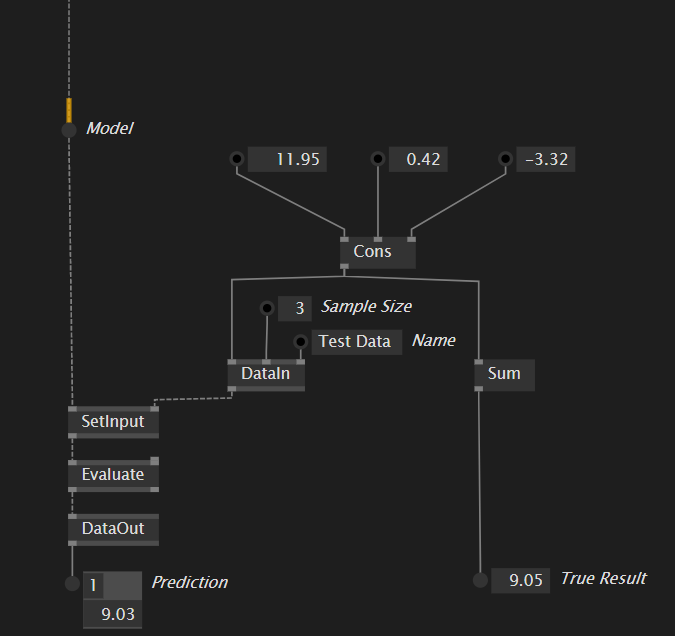 Model
11.95 0.42 -3.32
Cons
3 Sample Size
Test Data Name
DataIn Sum
SetInput
Evaluate
DataOut
1 Prediction
9.05 True Result
9.03